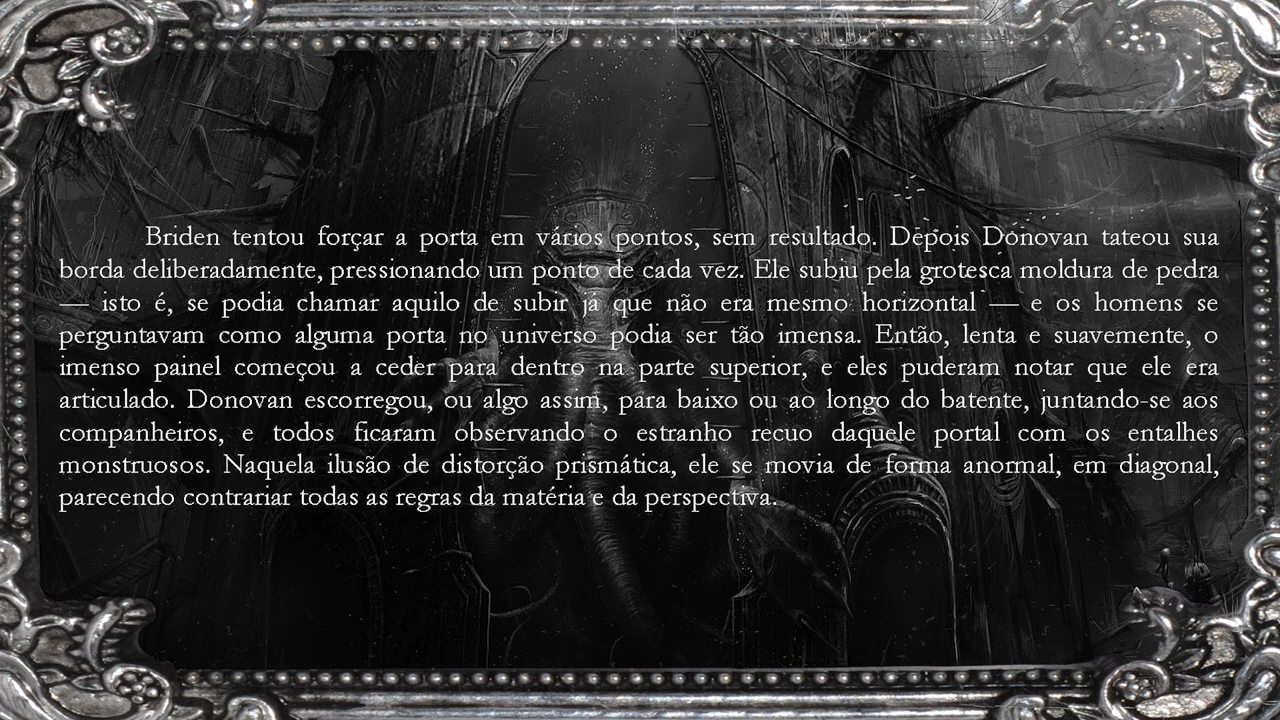 Briden tentou forçar a porta em vários pontos, sem resultado. Depois Donovan tateou sua
borda deliberadamente, pressionando um ponto de cada vez. Ele subiu pela grotesca moldura de pedra
— isto é, se podia chamar aquilo de subir já que não era mesmo horizontal — e os homens se
perguntavam como alguma porta no universo podia ser tão imensa. Então, lenta e suavemente, o
imenso painel começou a ceder para dentro na parte superior, e eles puderam notar que ele era
articulado. Donovan escorregou, ou algo assim, para baixo ou ao longo do batente, juntando-se aos
companheiros, e todos ficaram observando o estranho recuo daquele portal com os entalhes
monstruosos. Naquela ilusão de distorção prismática, ele se movia de forma anormal, em diagonal,
parecendo contrariar todas as regras da matéria e da perspectiva.